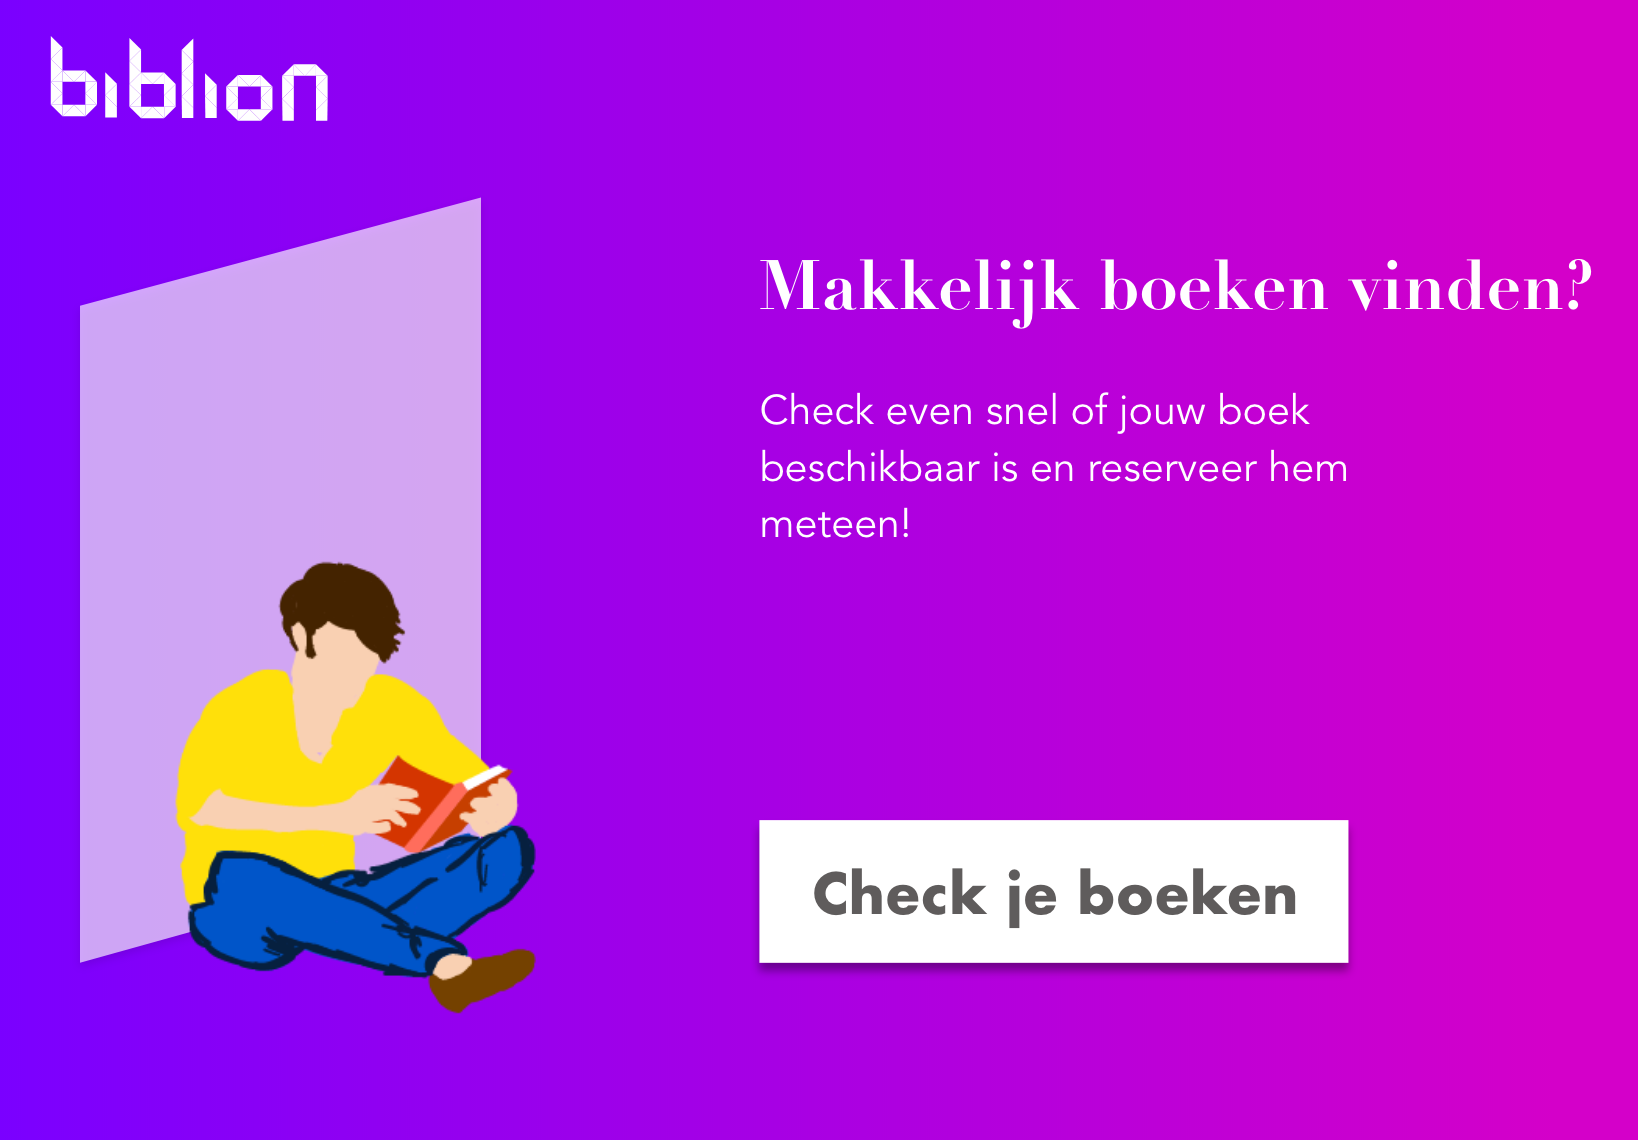 biblion
Makkelijk boeken vinden?
Check even snel of jouw boek
beschikbaar is en reserveer hem
meteen!
Check je boeken